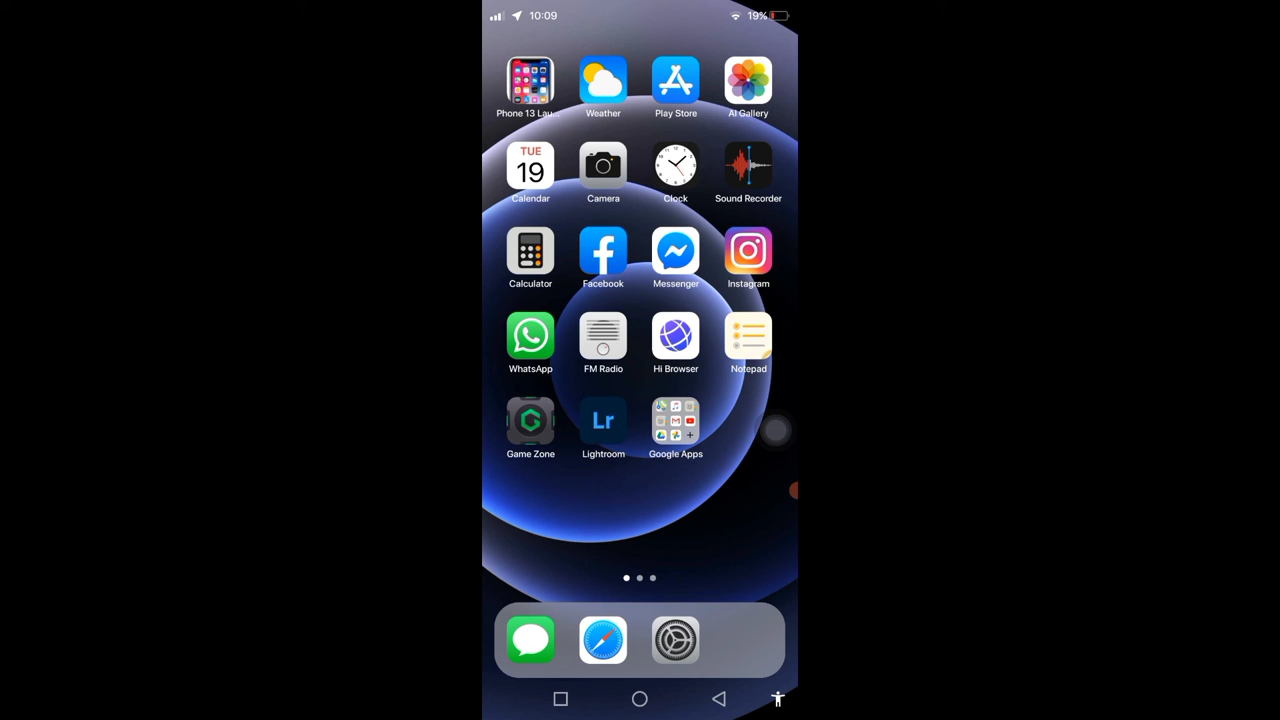 10:09
19%
Phone 13 Lau...
Weather
Play Store
AI Gallery
TUE
19
Calendar
Camera
Clock
Sound Recorder
Calculator
Facebook
Messenger
Instagram
WhatsApp
FM Radio
Hi Browser
Notepad
Lr
Game Zone
Lightroom
Google Apps